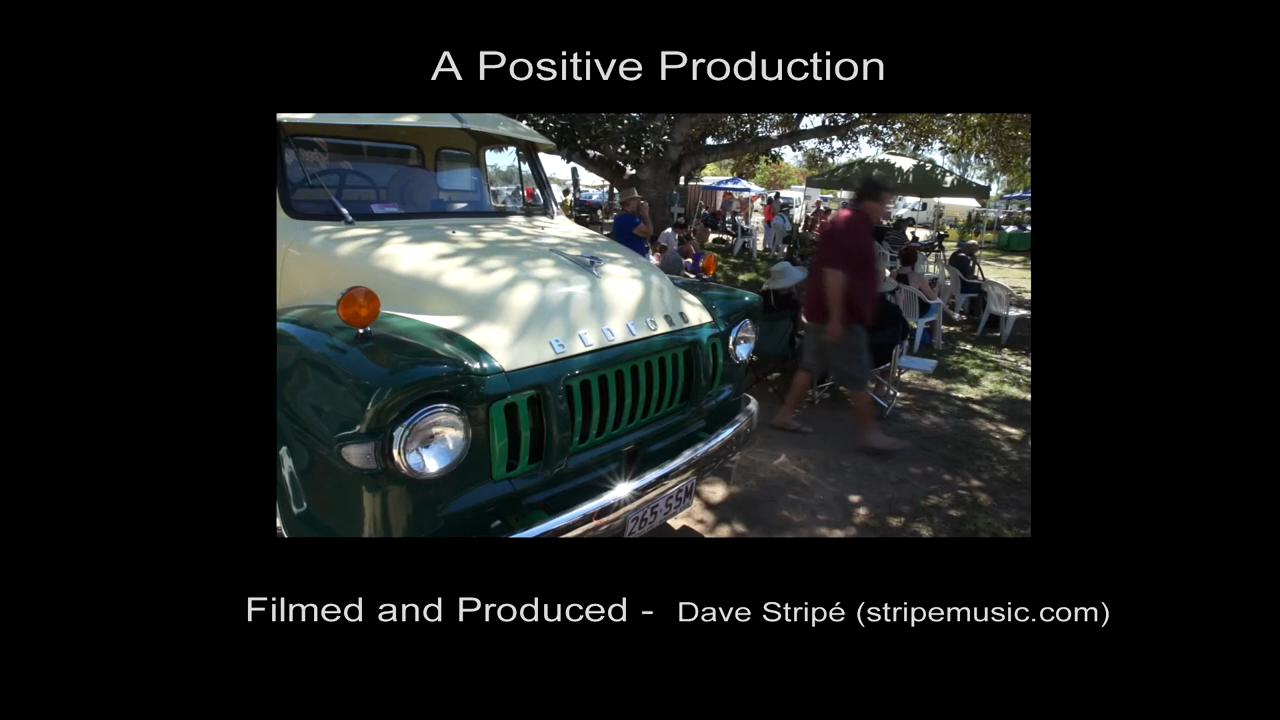 A Positive Production
BEDFORD
265·SSM
Filmed and Produced - Dave Stripé (stripemusic.com)